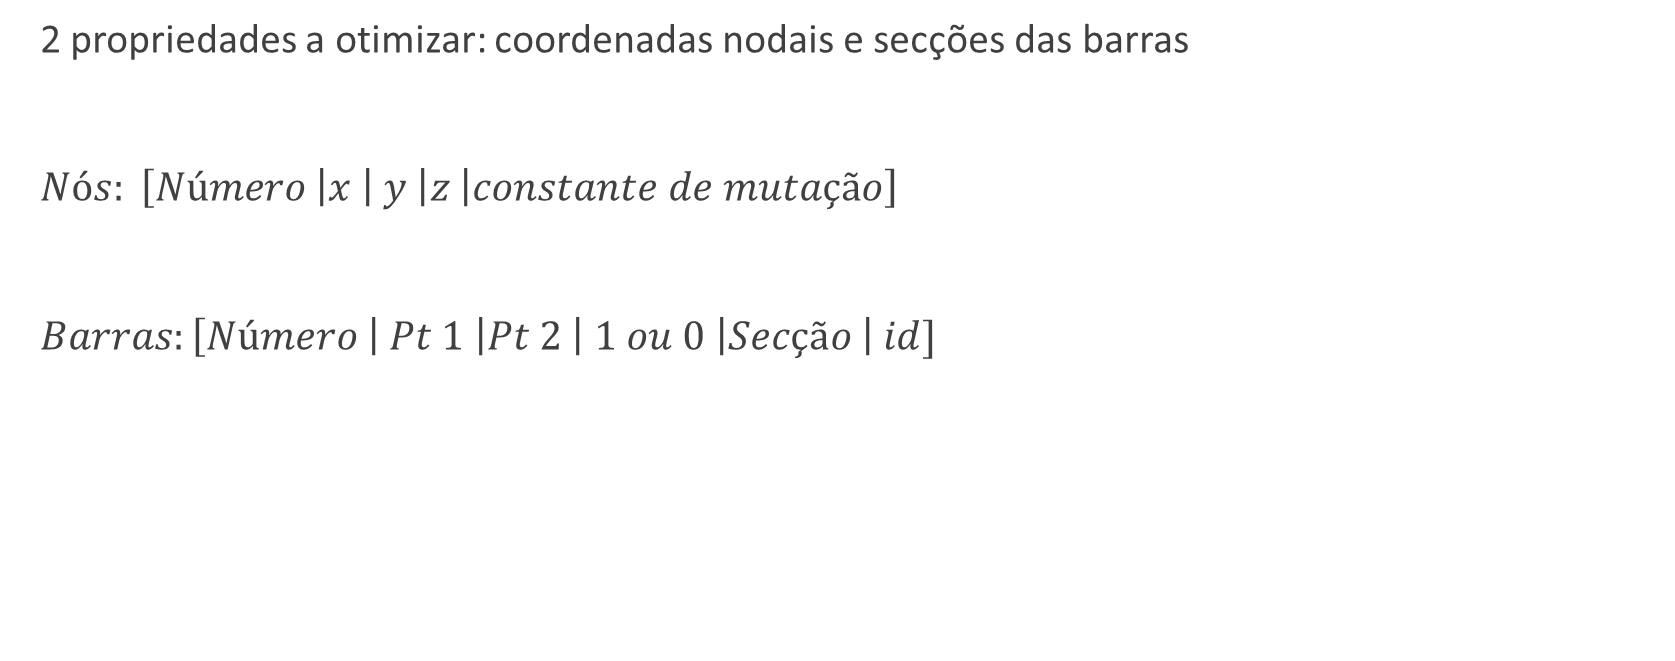 2 propriedades a otimizar: coordenadas nodais e secções das barras
Nós: [Número |x | y |z |constante de mutação]
Barras: [Número | Pt 1 |Pt 2 | 1 ou 0 |Secção | id]